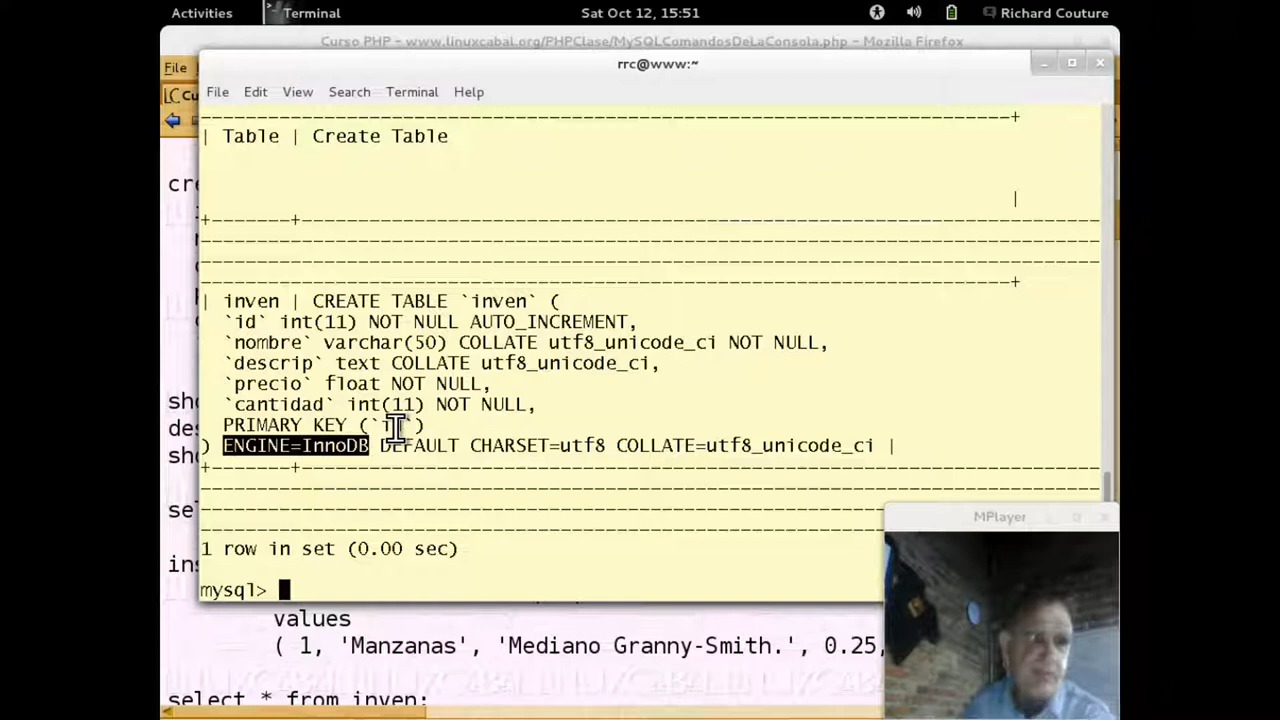 Activities Terminal Sat Oct 12, 15:51 Richard Couture
Curso PHP - www.linuxcabal.org/PHPClase/MySQLComandosDeLaConsola.php - Mozilla Firefox
File
rrc@www:~
File Edit View Search Terminal Help
| Table | Create Table
|
| inven | CREATE TABLE `inven` (
`id` int(11) NOT NULL AUTO_INCREMENT,
`nombre` varchar(50) COLLATE utf8_unicode_ci NOT NULL,
`descrip` text COLLATE utf8_unicode_ci,
`precio` float NOT NULL,
`cantidad` int(11) NOT NULL,
PRIMARY KEY (`id`)
) ENGINE=InnoDB DEFAULT CHARSET=utf8 COLLATE=utf8_unicode_ci |
1 row in set (0.00 sec)
mysql>
MPlayer
values
( 1, 'Manzanas', 'Mediano Granny-Smith.', 0.25,
select * from inven;